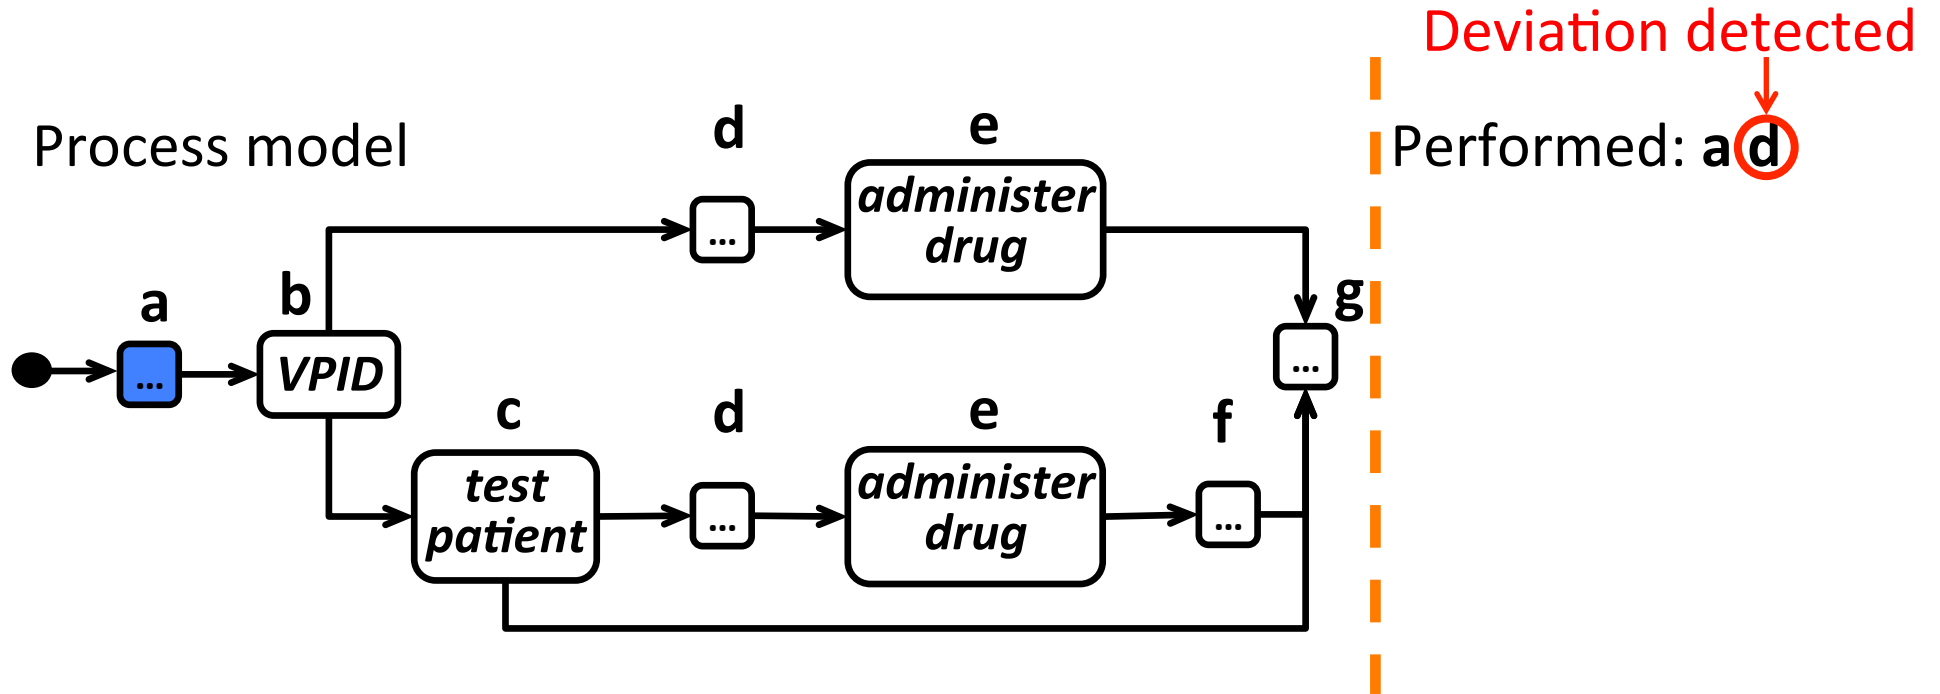 Deviation detected
Process model
Performed: a d
d
e
...
administer
drug
a
b
g
...
VPID
...
c
d
e
f
test
patient
...
administer
drug
...